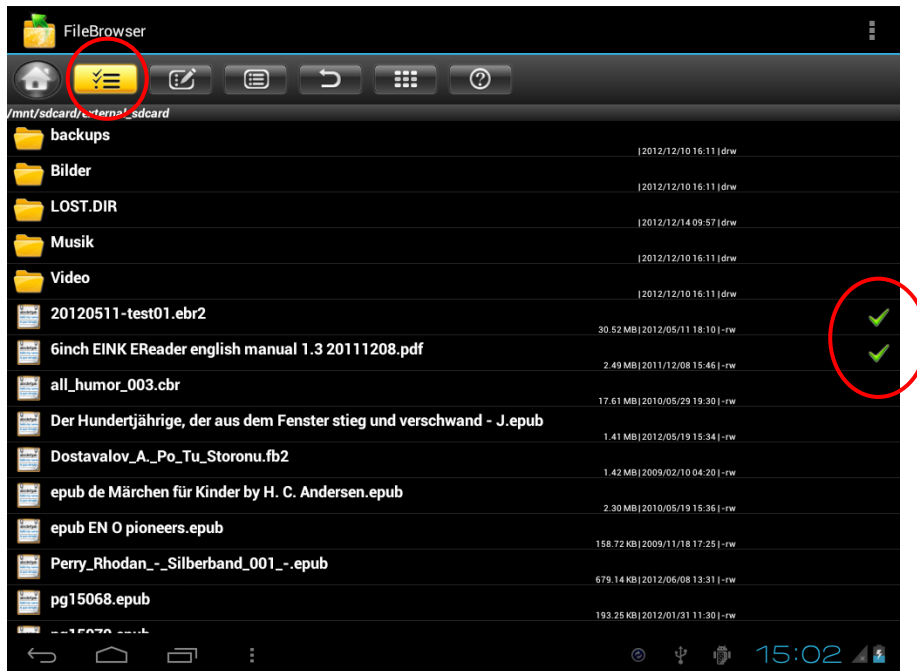 FileBrowser
/mnt/sdcard/external_sdcard
backups
|2012/12/10 16:11|drw
Bilder
|2012/12/10 16:11|drw
LOST.DIR
|2012/12/14 09:57|drw
Musik
|2012/12/10 16:11|drw
Video
|2012/12/10 16:11|drw
20120511-test01.ebr2
30.52 MB|2012/05/11 18:10|-rw
6inch EINK EReader english manual 1.3 20111208.pdf
2.49 MB|2011/12/08 15:46|-rw
all_humor_003.cbr
17.61 MB|2010/05/29 19:30|-rw
Der Hundertjährige, der aus dem Fenster stieg und verschwand - J.epub
1.41 MB|2012/05/19 15:34|-rw
Dostavalov_A._Po_Tu_Storonu.fb2
1.42 MB|2009/02/10 04:20|-rw
epub de Märchen für Kinder by H. C. Andersen.epub
2.30 MB|2010/05/19 15:36|-rw
epub EN O pioneers.epub
158.72 KB|2009/11/18 17:25|-rw
Perry_Rhodan_-_Silberband_001_-.epub
679.14 KB|2012/06/08 13:31|-rw
pg15068.epub
193.25 KB|2012/01/31 11:30|-rw
15:02